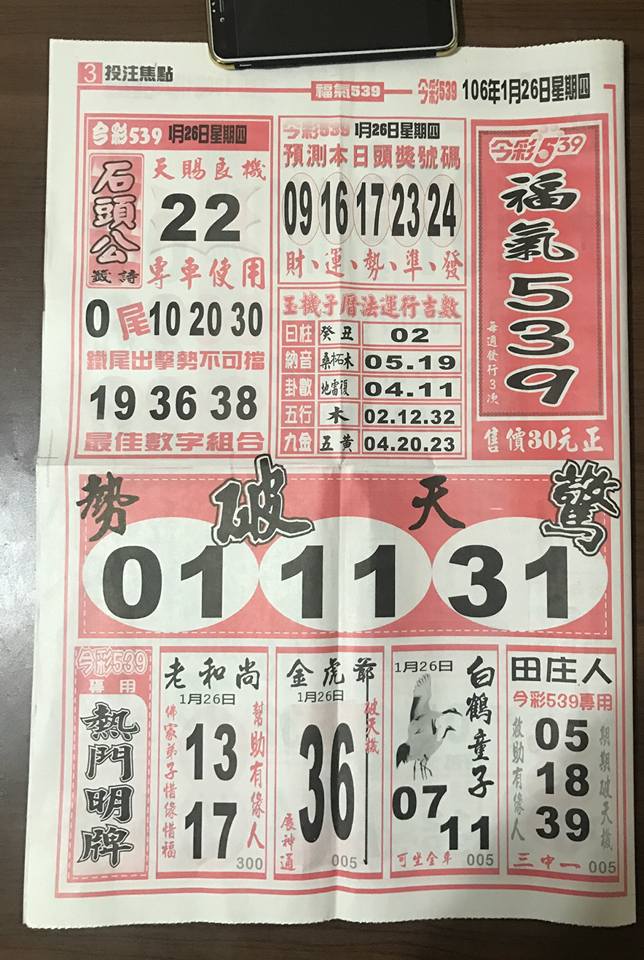 3 投注焦點
福氣539 今彩539 106年1月26日星期四
今彩539 1月26日星期四
石頭公
籤詩
天賜良機
22
專車使用
0尾 10 20 30
鐵尾出擊勢不可擋
19 36 38
最佳數字組合
今彩539 1月26日星期四
預測本日頭獎號碼
09 16 17 23 24
財、運、勢、準、發
玉機子曆法運行吉數
日柱 癸丑 02
納音 桑柘木 05.19
卦數 地雷復 04.11
五行 木 02.12.32
九金 五黃 04.20.23
今彩539
福氣539
每週發行3次
售價30元正
驚天破勢
01 11 31
今彩539
專用
熱門明牌
老和尚
1月26日
幫助有緣人
13
17
佛家弟子惜緣惜福
300
金虎爺
1月26日
破天機
36
展神通
005
1月26日
白鶴童子
07
11
可坐全車 005
田庄人
今彩539專用
期期破天機
05
18
39
救助有緣人
三中一 005